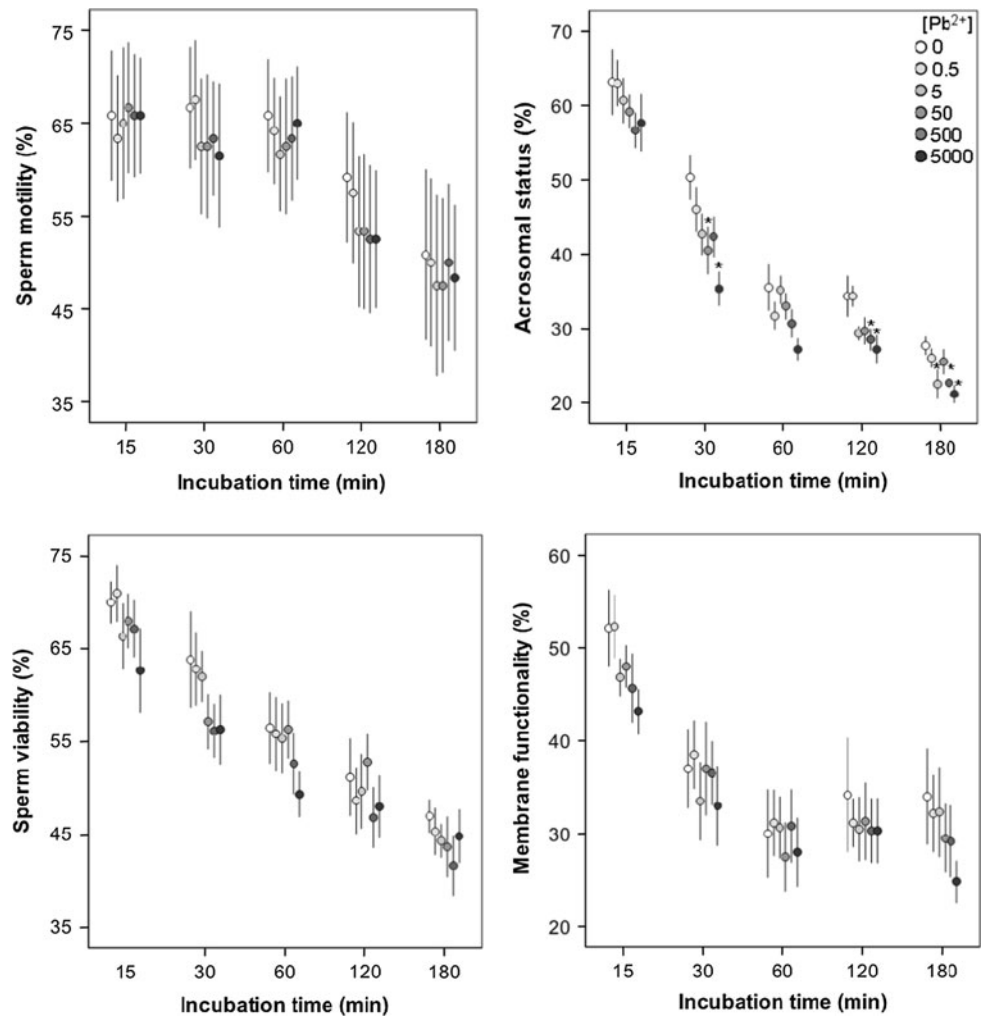 75
65
55
45
35
Sperm motility (%)
15 30 60 120 180
Incubation time (min)
70
60
50
40
30
20
Acrosomal status (%)
[Pb2+]
0
0.5
5
50
500
5000
* * * * * * *
15 30 60 120 180
Incubation time (min)
75
65
55
45
35
Sperm viability (%)
15 30 60 120 180
Incubation time (min)
60
50
40
30
20
Membrane functionality (%)
15 30 60 120 180
Incubation time (min)